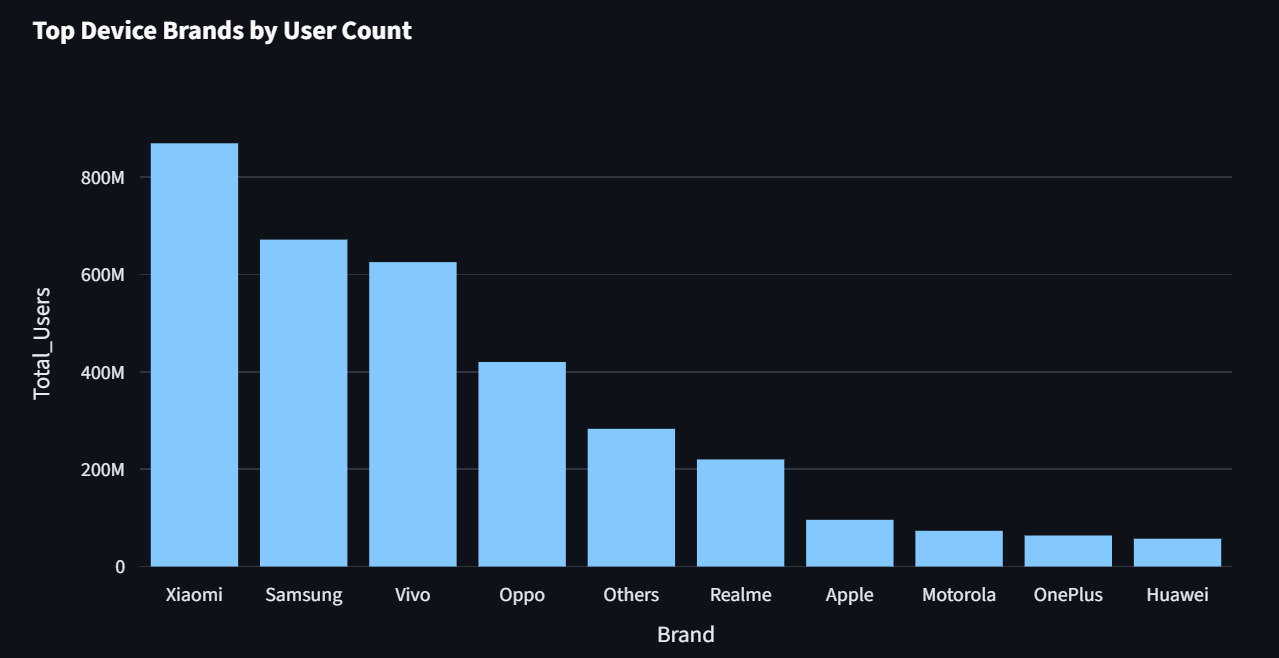 Top Device Brands by User Count
800M
600M
400M
200M
0
Total_Users
Xiaomi Samsung Vivo Oppo Others Realme Apple Motorola OnePlus Huawei
Brand